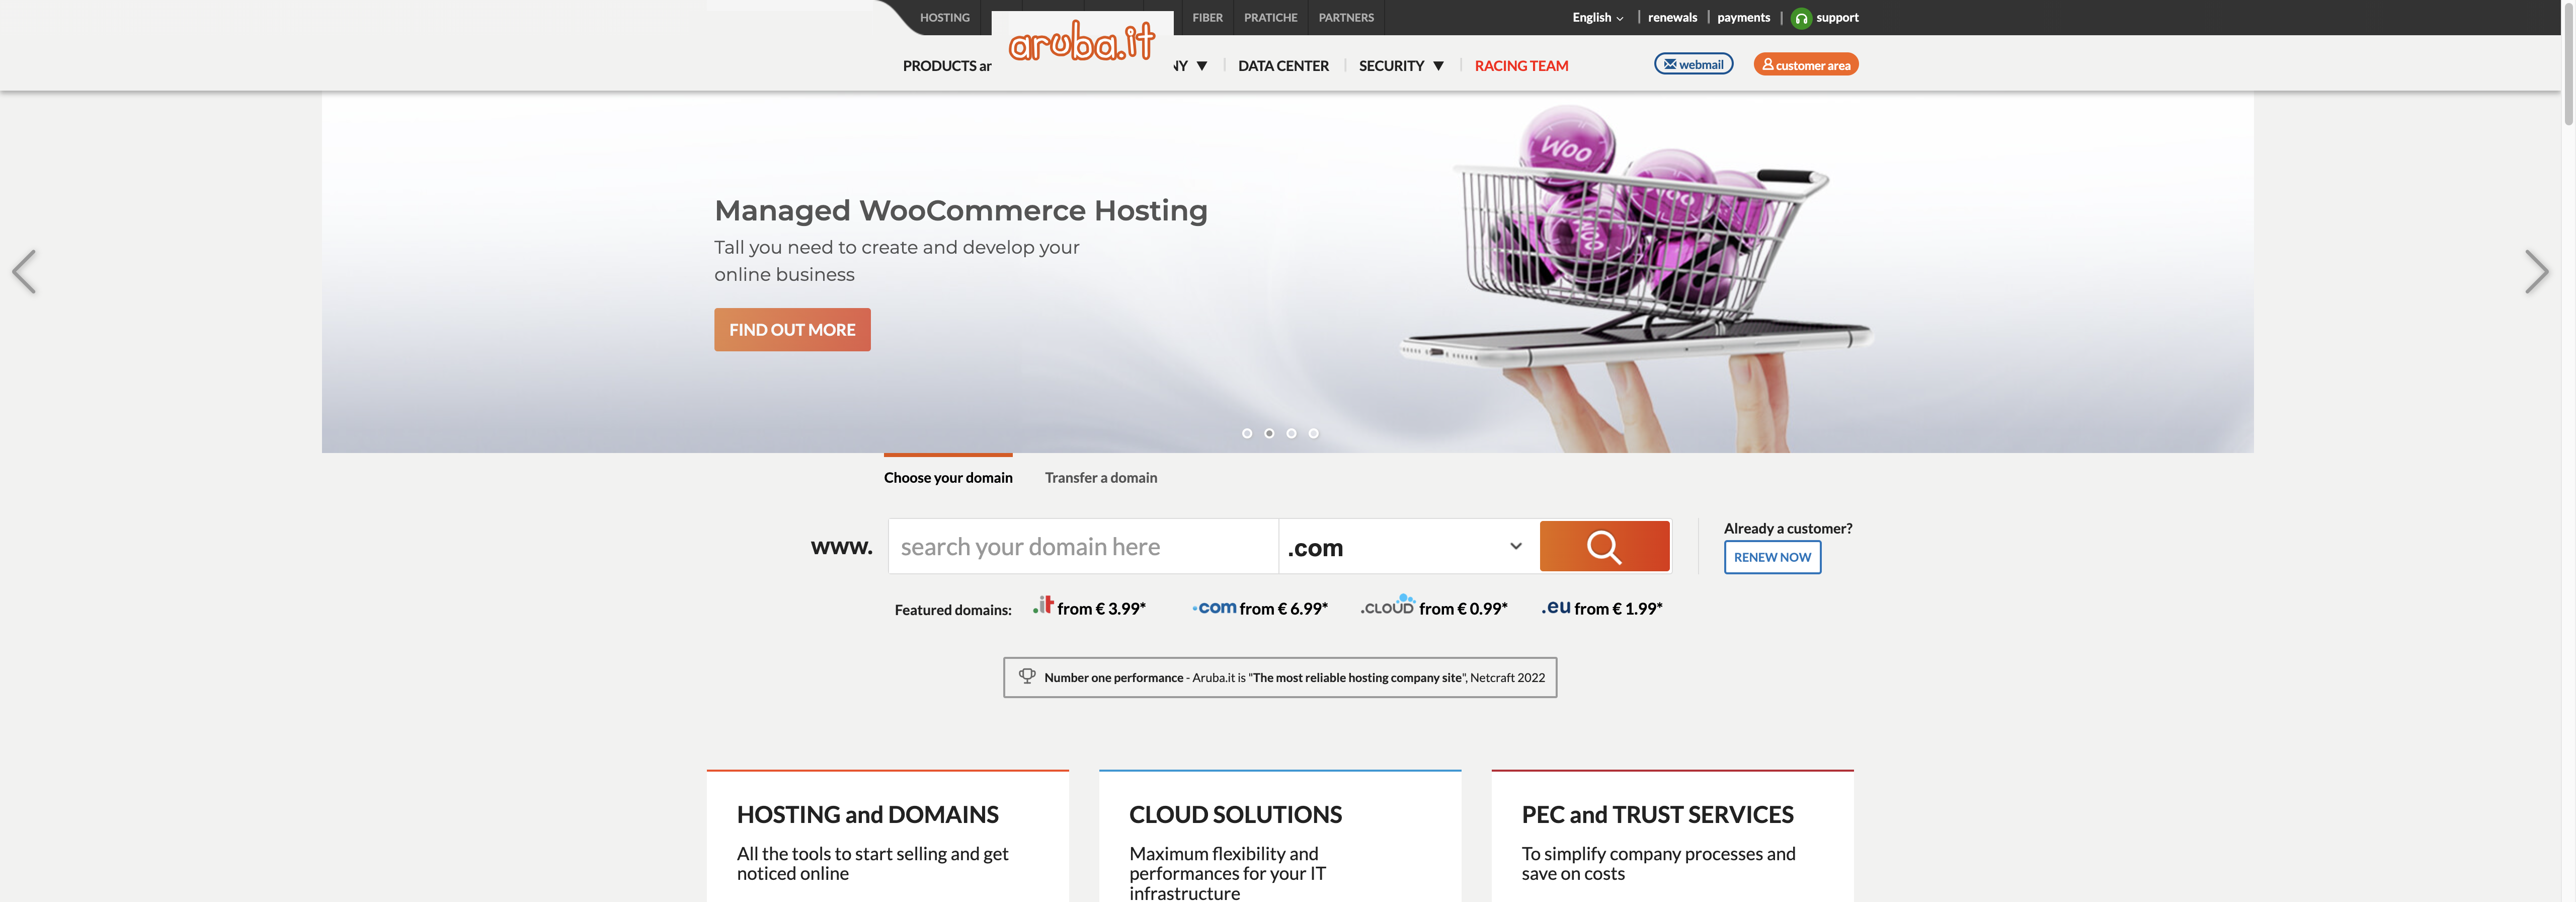 HOSTING
FIBER
PRATICHE
PARTNERS
English
renewals
payments
support
aruba.it
PRODUCTS ar
NY
DATA CENTER
SECURITY
RACING TEAM
webmail
customer area
Woo
Managed WooCommerce Hosting
Tall you need to create and develop your
online business
FIND OUT MORE
Choose your domain
Transfer a domain
www.
search your domain here
.com
Already a customer?
RENEW NOW
Featured domains:
.it from € 3.99*
.com from € 6.99*
.CLOUD from € 0.99*
.eu from € 1.99*
Number one performance - Aruba.it is "The most reliable hosting company site", Netcraft 2022
HOSTING and DOMAINS
All the tools to start selling and get
noticed online
CLOUD SOLUTIONS
Maximum flexibility and
performances for your IT
infrastructure
PEC and TRUST SERVICES
To simplify company processes and
save on costs